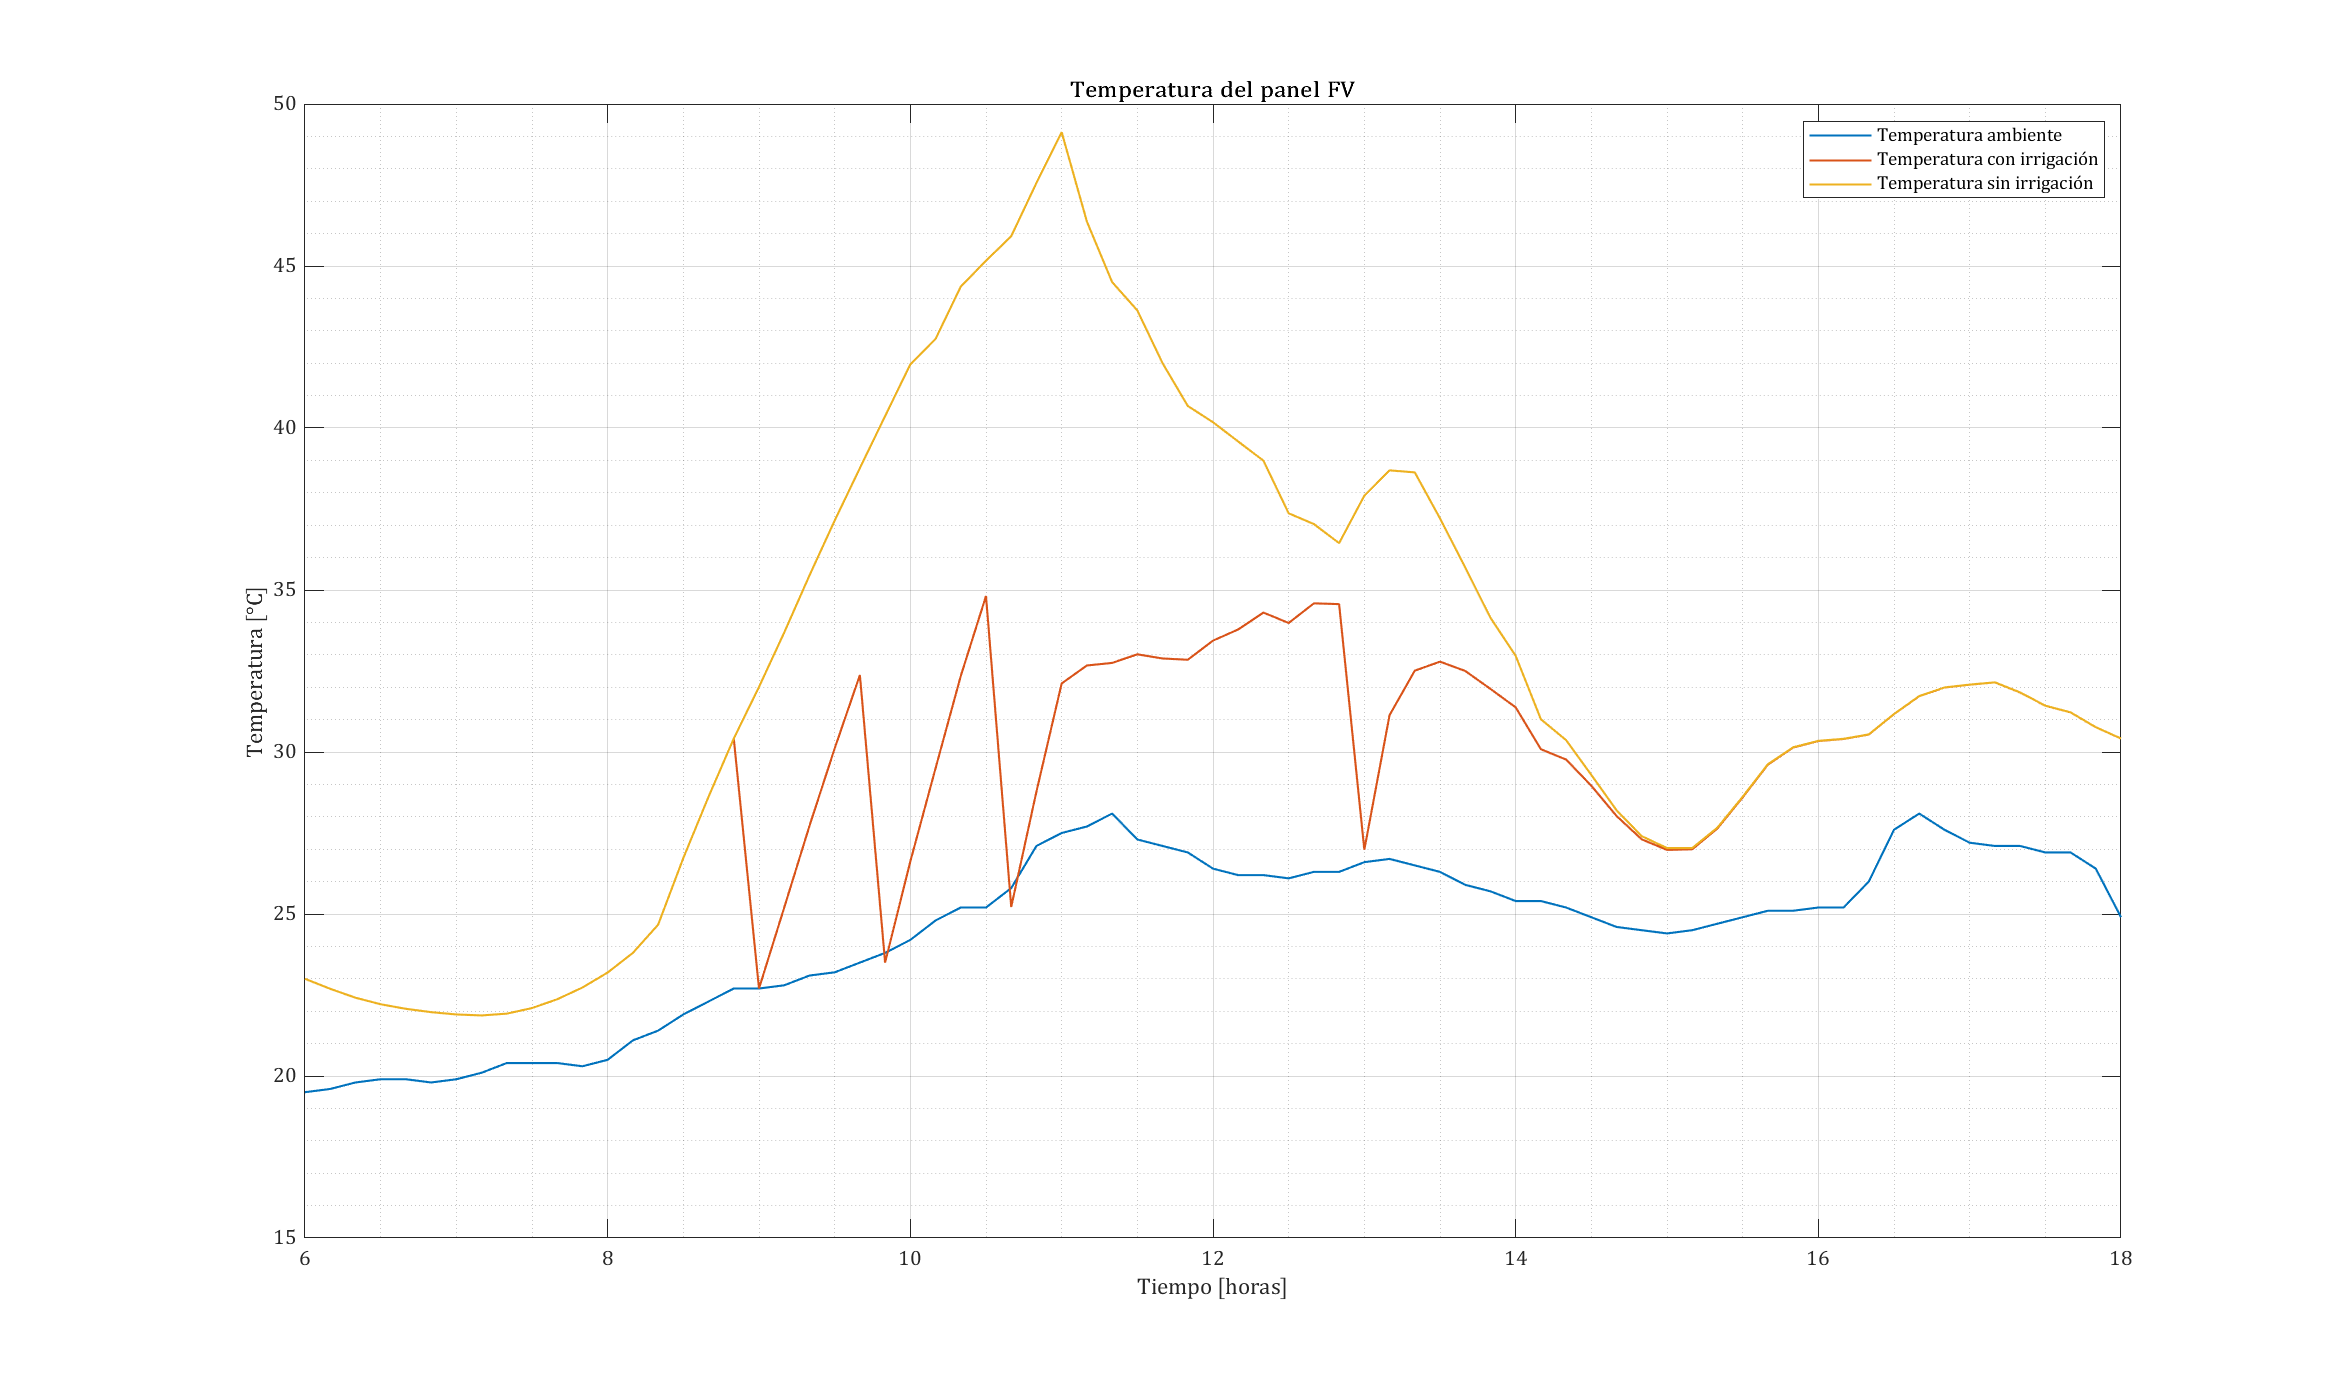 Temperatura del panel FV
50
45
40
35
30
25
20
15
Temperatura [°C]
6
8
10
12
14
16
18
Tiempo [horas]
Temperatura ambiente
Temperatura con irrigación
Temperatura sin irrigación